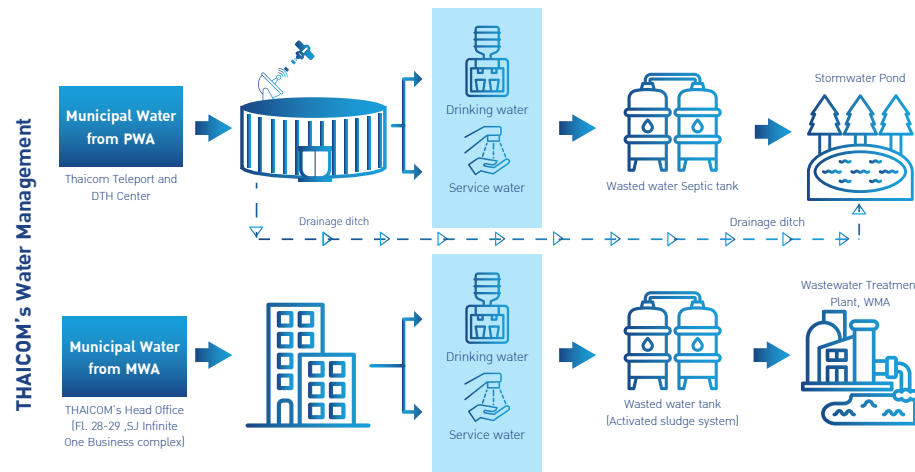 THAICOM's Water Management
Municipal Water
from PWA
Thaicom Teleport and
DTH Center
Drinking water
Service water
Wasted water Septic tank
Stormwater Pond
Drainage ditch
Drainage ditch
Municipal Water
from MWA
THAICOM's Head Office
(Fl. 28-29 ,SJ Infinite
One Business complex)
Drinking water
Service water
Wasted water tank
(Activated sludge system)
Wastewater Treatmen
Plant, WMA